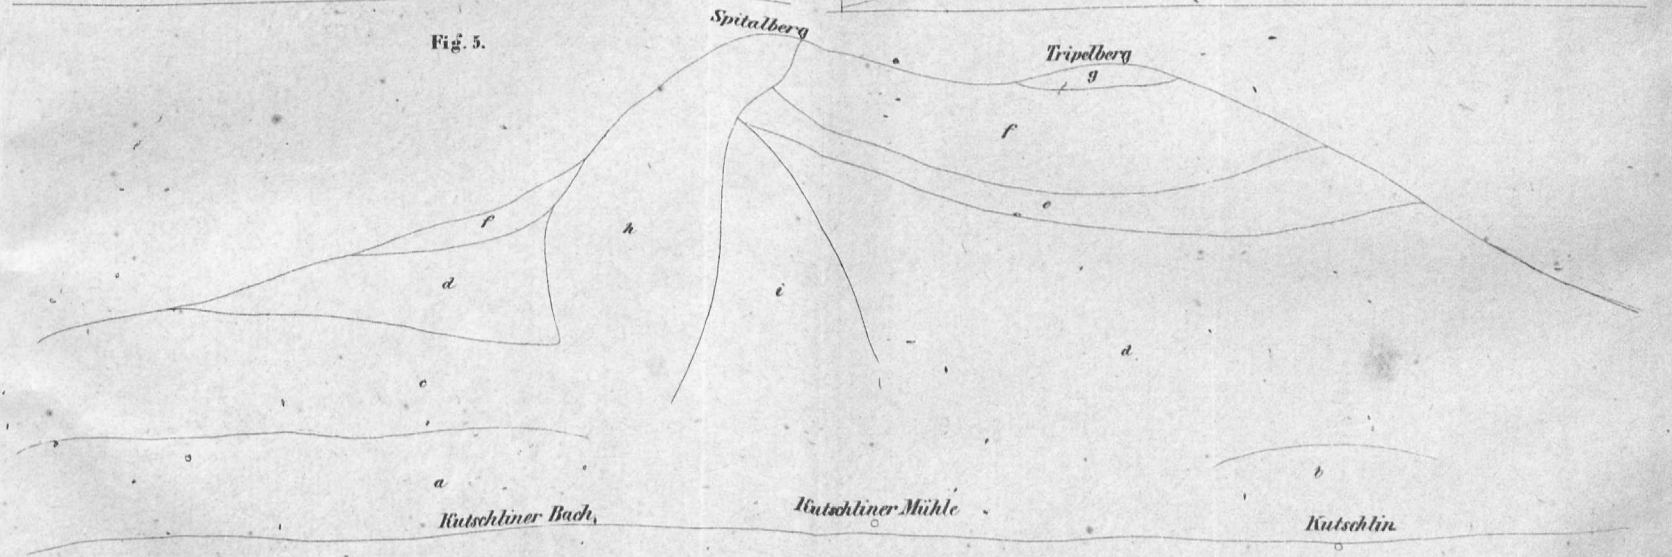 Fig. 5.
Spitalberg
Tripelberg
g
f
f
e
h
d
i
d
c
a
b
Kutschliner Bach.
Kutschliner Mühle
Kutschlin.